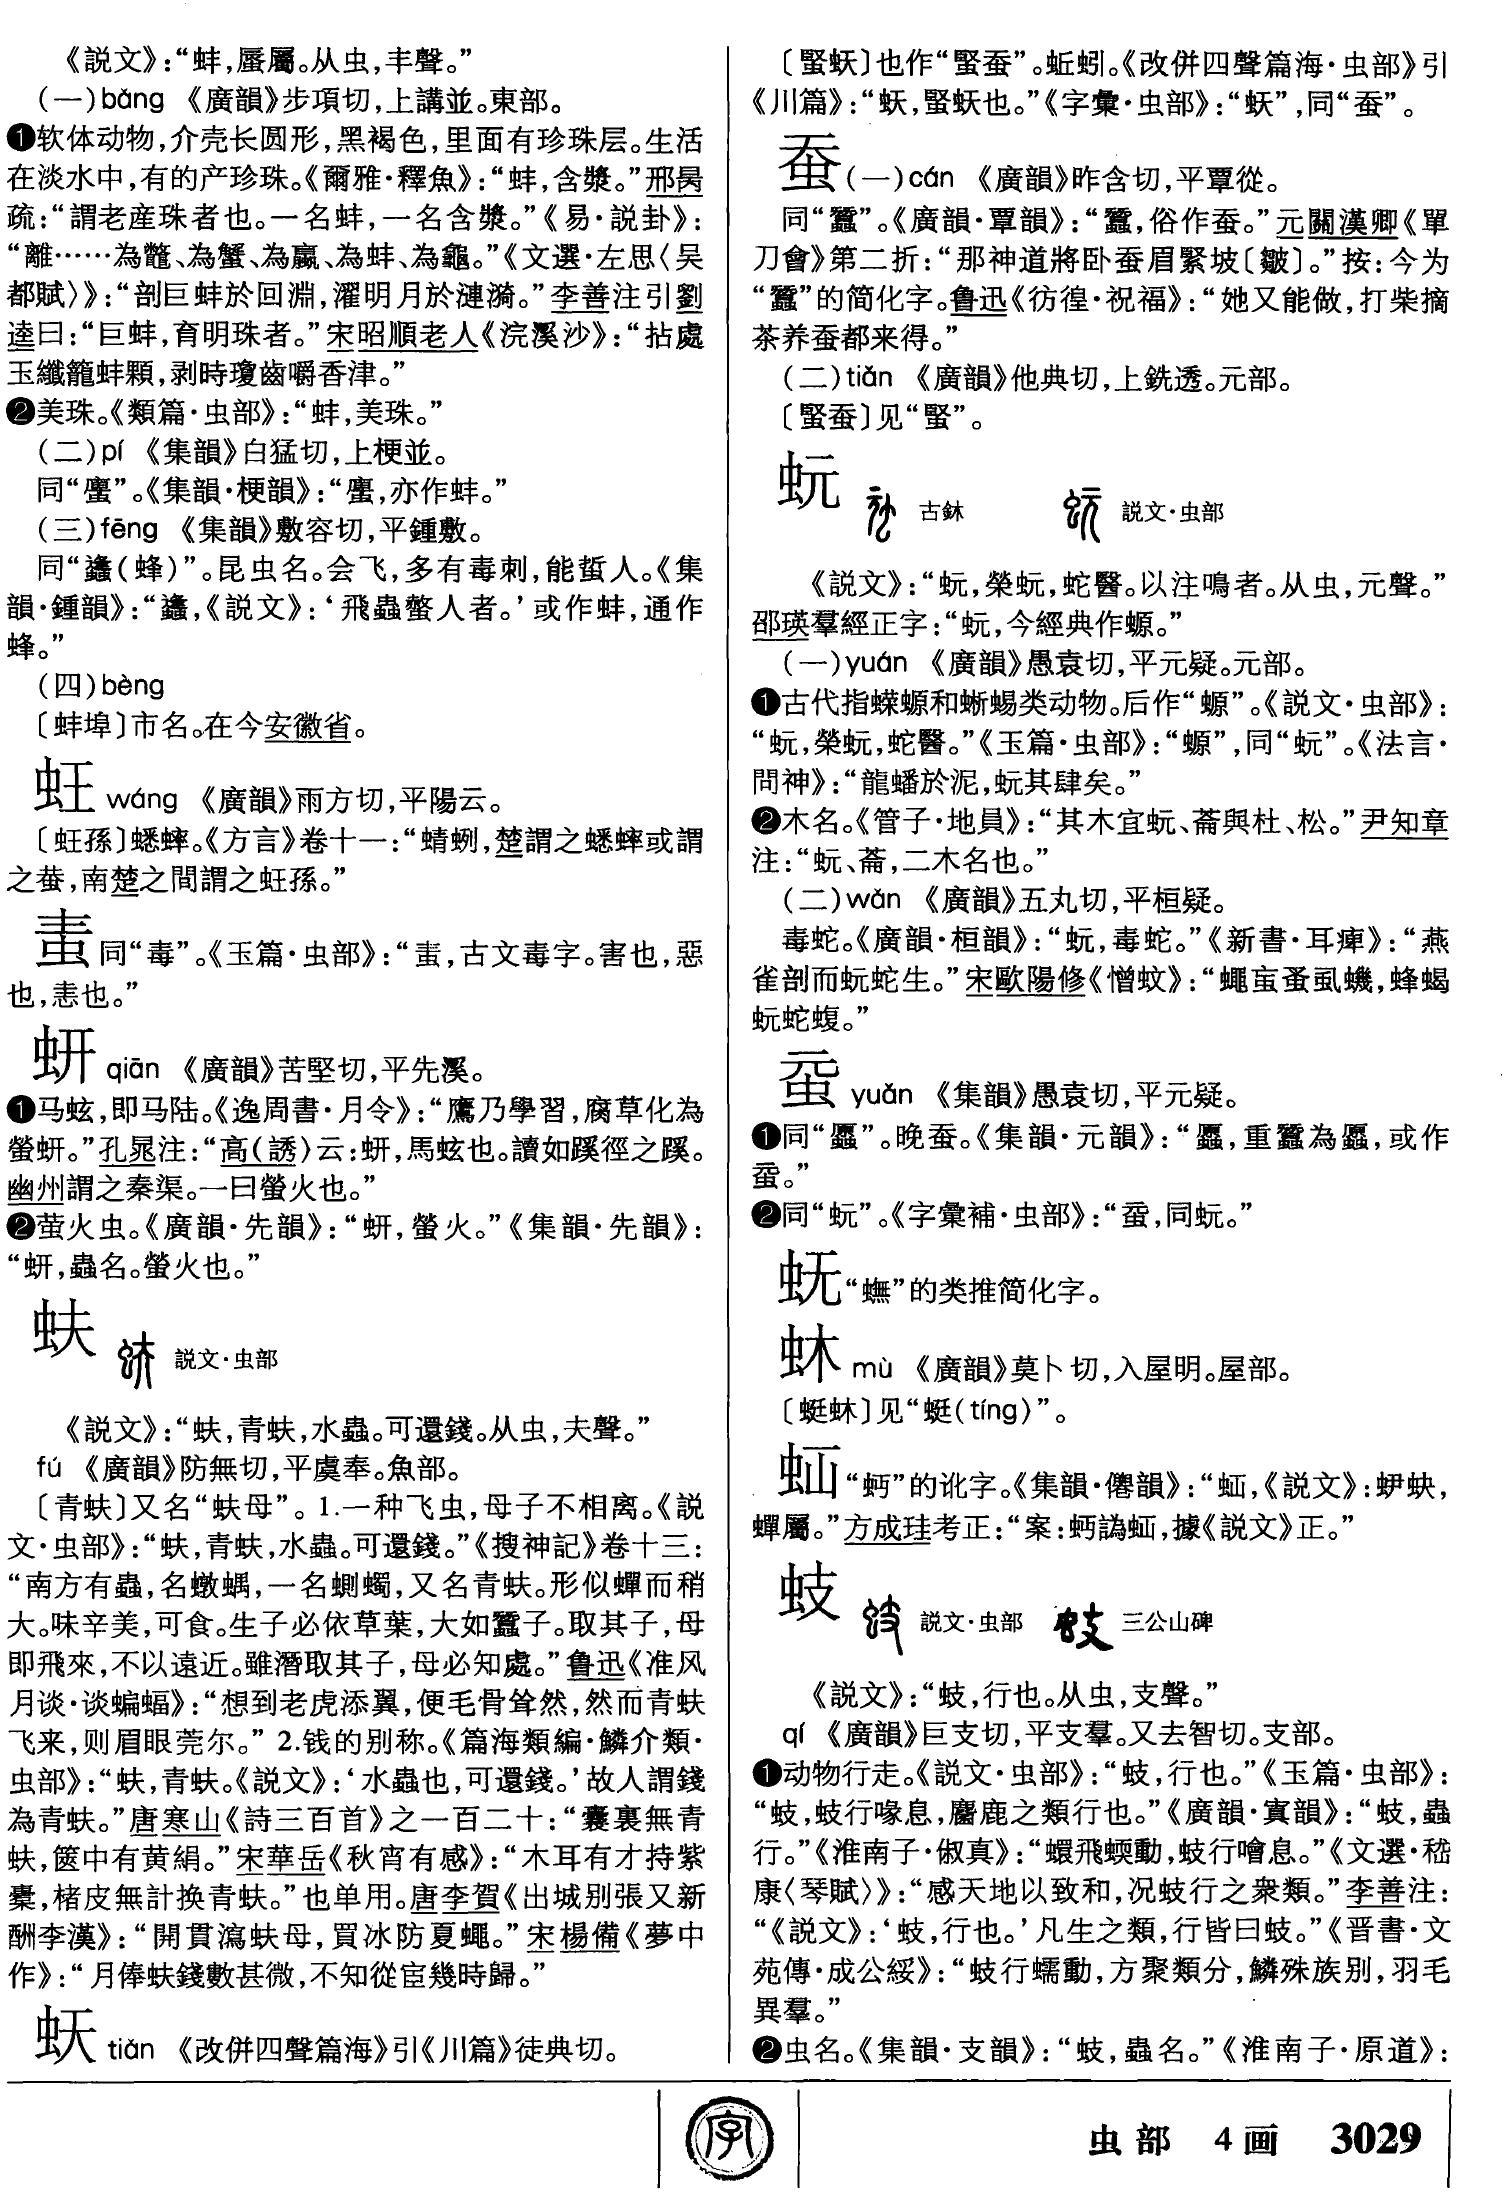 《説文》：“蚌，蜃屬。从虫，丰聲。”
(一)bàng 《廣韻》步項切，上講並。東部。
❶软体动物，介壳长圆形，黑褐色，里面有珍珠层。生活
在淡水中，有的产珍珠。《爾雅·釋魚》：“蚌，含漿。”邢昺
疏：“謂老産珠者也。一名蚌，一名含漿。”《易·説卦》：
“離……為鼈、為蟹、為蠃、為蚌、為龜。”《文選·左思〈吴
都賦〉》：“剖巨蚌於回淵，濯明月於漣漪。”李善注引劉
逵曰：“巨蚌，育明珠者。”宋昭順老人《浣溪沙》：“拈處
玉纖籠蚌顆，剥時瓊齒嚼香津。”
❷美珠。《類篇·虫部》：“蚌，美珠。”
(二)pí 《集韻》白猛切，上梗並。
同“蠯”。《集韻·梗韻》：“蠯，亦作蚌。”
(三)fēng 《集韻》敷容切，平鍾敷。
同“䗬(蜂)”。昆虫名。会飞，多有毒刺，能蜇人。《集
韻·鍾韻》：“䗬，《説文》：‘飛蟲螫人者。’或作蚌，通作
蜂。”
(四)bèng
〔蚌埠〕市名。在今安徽省。
蚟 wáng 《廣韻》雨方切，平陽云。
〔蚟孫〕蟋蟀。《方言》卷十一：“蜻蛚，楚謂之蟋蟀或謂
之蛬，南楚之間謂之蚟孫。”
䖝同“毒”。《玉篇·虫部》：“䖝，古文毒字。害也，惡
也，恚也。”
蚈 qiān 《廣韻》苦堅切，平先溪。
❶马蚿，即马陆。《逸周書·月令》：“鷹乃學習，腐草化為
螢蚈。”孔晁注：“高(誘)云：蚈，馬蚿也。讀如蹊徑之蹊。
幽州謂之秦渠。一曰螢火也。”
❷萤火虫。《廣韻·先韻》：“蚈，螢火。”《集韻·先韻》：
“蚈，蟲名。螢火也。”
蚨 説文·虫部
《説文》：“蚨，青蚨，水蟲。可還錢。从虫，夫聲。”
fú 《廣韻》防無切，平虞奉。魚部。
〔青蚨〕又名“蚨母”。1.一种飞虫，母子不相离。《説
文·虫部》：“蚨，青蚨，水蟲。可還錢。”《搜神記》卷十三：
“南方有蟲，名䗪蝺，一名蝍蠋，又名青蚨。形似蟬而稍
大。味辛美，可食。生子必依草葉，大如蠶子。取其子，母
即飛來，不以遠近。雖潛取其子，母必知處。”鲁迅《准风
月谈·谈蝙蝠》：“想到老虎添翼，便毛骨耸然，然而青蚨
飞来，则眉眼莞尔。” 2.钱的别称。《篇海類編·鱗介類·
虫部》：“蚨，青蚨。《説文》：‘水蟲也，可還錢。’故人謂錢
為青蚨。”唐寒山《詩三百首》之一百二十：“囊裏無青
蚨，篋中有黄絹。”宋華岳《秋宵有感》：“木耳有才持紫
橐，楮皮無計换青蚨。”也单用。唐李賀《出城别張又新
酬李漢》：“開貫瀉蚨母，買冰防夏蠅。”宋楊備《夢中
作》：“月俸蚨錢數甚微，不知從宦幾時歸。”
蚕 tiǎn 《改併四聲篇海》引《川篇》徒典切。
〔蜸蚕〕也作“蜸蚕”。蚯蚓。《改併四聲篇海·虫部》引
《川篇》：“蚕，蜸蚕也。”《字彙·虫部》：“蚕”，同“蚕”。
蚕(一)cán 《廣韻》昨含切，平覃從。
同“蠶”。《廣韻·覃韻》：“蠶，俗作蚕。”元關漢卿《單
刀會》第二折：“那神道將卧蚕眉緊坡〔皺〕。”按：今为
“蠶”的简化字。鲁迅《彷徨·祝福》：“她又能做，打柴摘
茶养蚕都来得。”
(二)tiǎn 《廣韻》他典切，上銑透。元部。
〔蜸蚕〕见“蜸”。
蚖 古鉨 説文·虫部
《説文》：“蚖，榮蚖，蛇醫。以注鳴者。从虫，元聲。”
邵瑛羣經正字：“蚖，今經典作螈。”
(一)yuán 《廣韻》愚袁切，平元疑。元部。
❶古代指蝾螈和蜥蜴类动物。后作“螈”。《説文·虫部》：
“蚖，榮蚖，蛇醫。”《玉篇·虫部》：“螈”，同“蚖”。《法言·
問神》：“龍蟠於泥，蚖其肆矣。”
❷木名。《管子·地員》：“其木宜蚖、菕與杜、松。”尹知章
注：“蚖、菕，二木名也。”
(二)wán 《廣韻》五丸切，平桓疑。
毒蛇。《廣韻·桓韻》：“蚖，毒蛇。”《新書·耳痺》：“燕
雀剖而蚖蛇生。”宋歐陽修《憎蚊》：“蠅䖟蚤虱蟣，蜂蝎
蚖蛇蝮。”
䖠 yuán 《集韻》愚袁切，平元疑。
❶同“䖠”。晚蚕。《集韻·元韻》：“重蠶為，或作
䖠。”
❷同“蚖”。《字彙補·虫部》：“䖠，同蚖。”
“蟱”的类推简化字。
蚞 mù 《廣韻》莫卜切，入屋明。屋部。
〔蜓蚞〕见“蜓(tíng)”。
“蚂”的讹字。《集韻·僊韻》：“《説文》：蛜蚗，
蟬屬。”方成珪考正：“案：據《説文》正。”
蚑 説文·虫部 三公山碑
《説文》：“蚑，行也。从虫，支聲。”
qí 《廣韻》巨支切，平支羣。又去智切。支部。
❶动物行走。《説文·虫部》：“蚑，行也。”《玉篇·虫部》：
“蚑，蚑行喙息，麕鹿之類行也。”《廣韻·寘韻》：“蚑，蟲
行。”《淮南子·俶真》：“蠉飛蝡動，蚑行噲息。”《文選·嵇
康〈琴賦〉》：“感天地以致和，况蚑行之衆類。”李善注：
“《説文》：‘蚑，行也。’凡生之類，行皆曰蚑。”《晋書·文
苑傳·成公綏》：“蚑行蠕動，方聚類分，鱗殊族别，羽毛
異羣。”
❷虫名。《集韻·支韻》：“蚑，蟲名。”《淮南子·原道》：
字
虫部 4画 3029